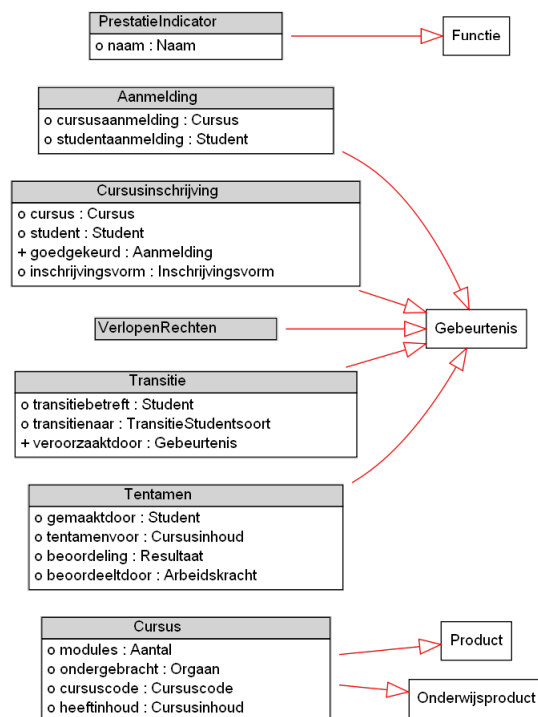 PrestatieIndicator
o naam : Naam
Functie
Aanmelding
o cursusaanmelding : Cursus
o studentaanmelding : Student
Cursusinschrijving
o cursus : Cursus
o student : Student
+ goedgekeurd : Aanmelding
o inschrijvingsvorm : Inschrijvingsvorm
VerlopenRechten
Gebeurtenis
Transitie
o transitiebetreft : Student
o transitienaar : TransitieStudentsoort
+ veroorzaaktdoor : Gebeurtenis
Tentamen
o gemaaktdoor : Student
o tentamenvoor : Cursusinhoud
o beoordeling : Resultaat
o beoordeeltdoor : Arbeidskracht
Cursus
o modules : Aantal
o ondergebracht : Orgaan
o cursuscode : Cursuscode
o heeftinhoud : Cursusinhoud
Product
Onderwijsproduct